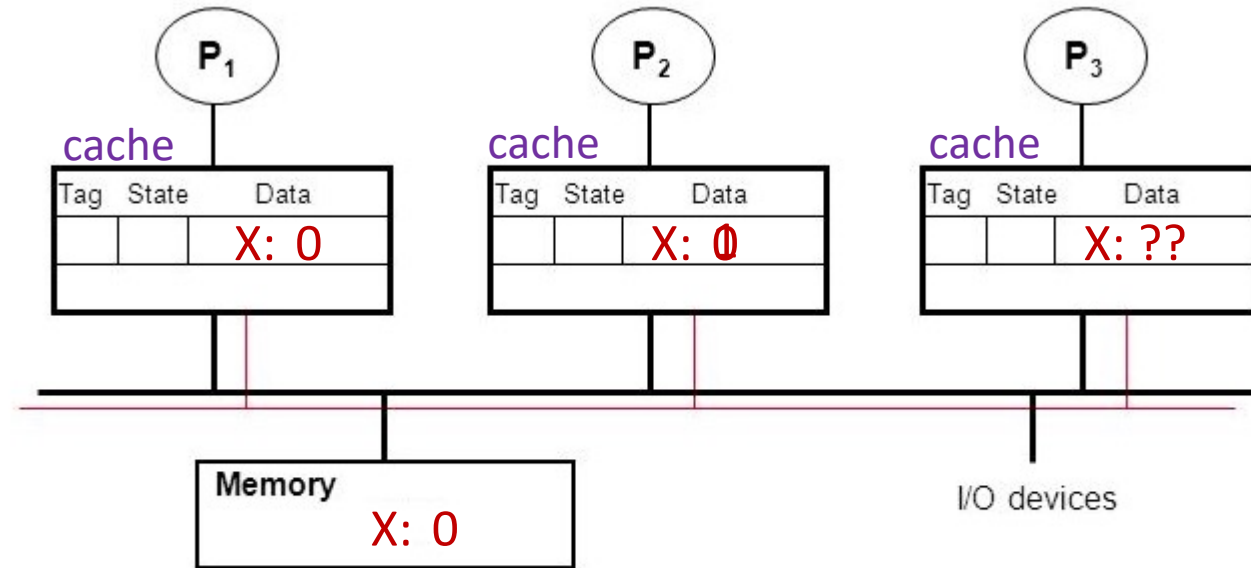 P1 P2 P3
cache cache cache
Tag State Data Tag State Data Tag State Data
X: 0 X: X: ??
Memory
I/O devices
X: 0